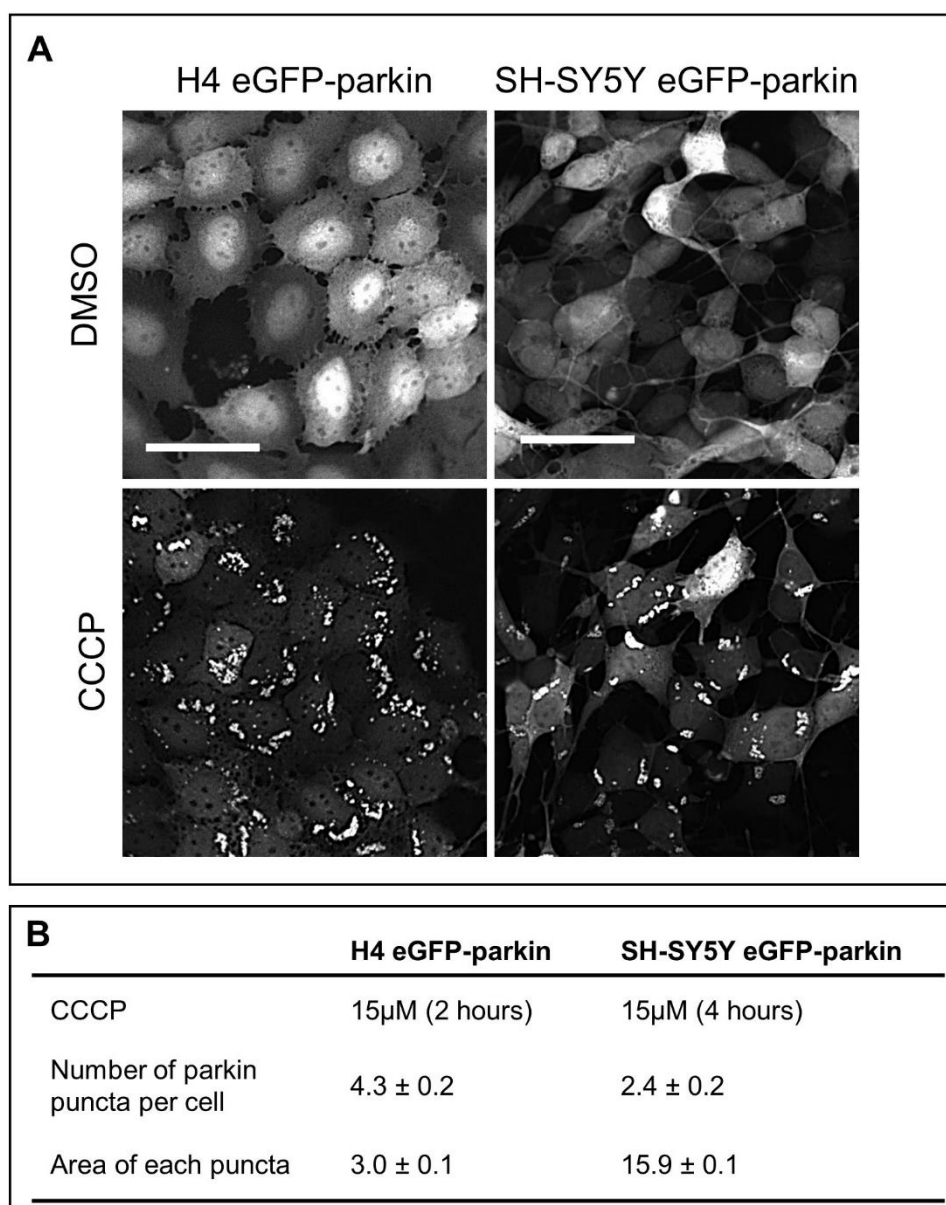 A
H4 eGFP-parkin SH-SY5Y eGFP-parkin
DMSO
CCCP
B
H4 eGFP-parkin SH-SY5Y eGFP-parkin
CCCP 15µM (2 hours) 15µM (4 hours)
Number of parkin
puncta per cell 4.3 ± 0.2 2.4 ± 0.2
Area of each puncta 3.0 ± 0.1 15.9 ± 0.1